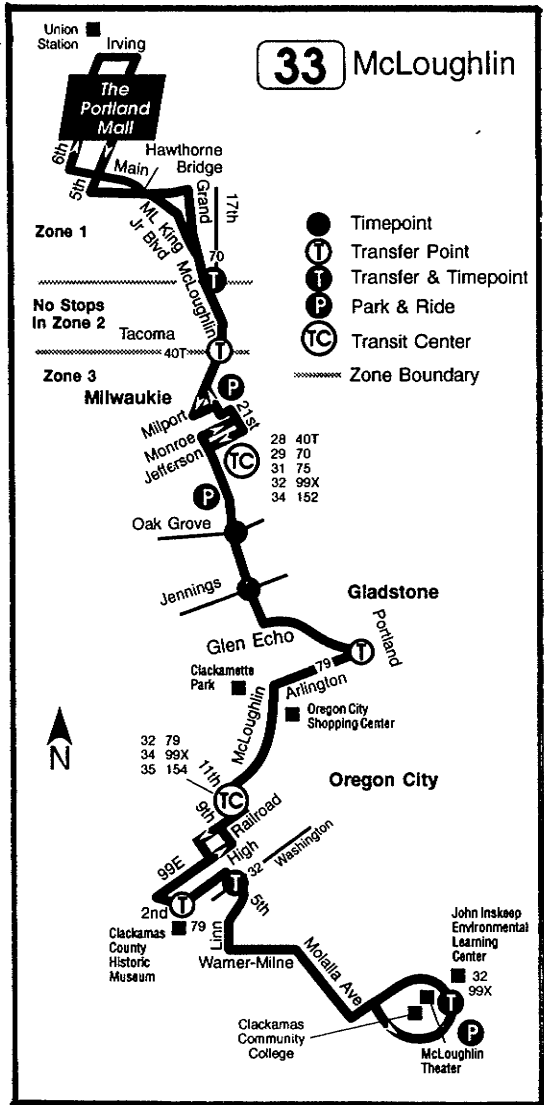 Union
Station
Irving
33 McLoughlin
The
Portland
Mall
6th
5th
Main
Hawthorne
Bridge
Grand
17th
ML King
Jr Blvd
McLoughlin
Zone 1
70
T
No Stops
In Zone 2
Tacoma
40T
T
Zone 3
Timepoint
T Transfer Point
T Transfer & Timepoint
P Park & Ride
TC Transit Center
Zone Boundary
Milwaukie
P
Milport
21st
Monroe
Jefferson
TC
28 40T
29 70
31 75
32 99X
34 152
P
Oak Grove
Jennings
Gladstone
Glen Echo
Portland
T
79
Arlington
Clackamette
Park
McLoughlin
Oregon City
Shopping Center
N
32 79
34 99X
35 154
11th
TC
Oregon City
9th
Railroad
High
99E
Washington
32
T
5th
2nd
T
79
Clackamas
County
Historic
Museum
Linn
Warner-Milne
Molalla Ave
John Inskeep
Environmental
Learning
Center
32
99X
T
P
Clackamas
Community
College
McLoughlin
Theater